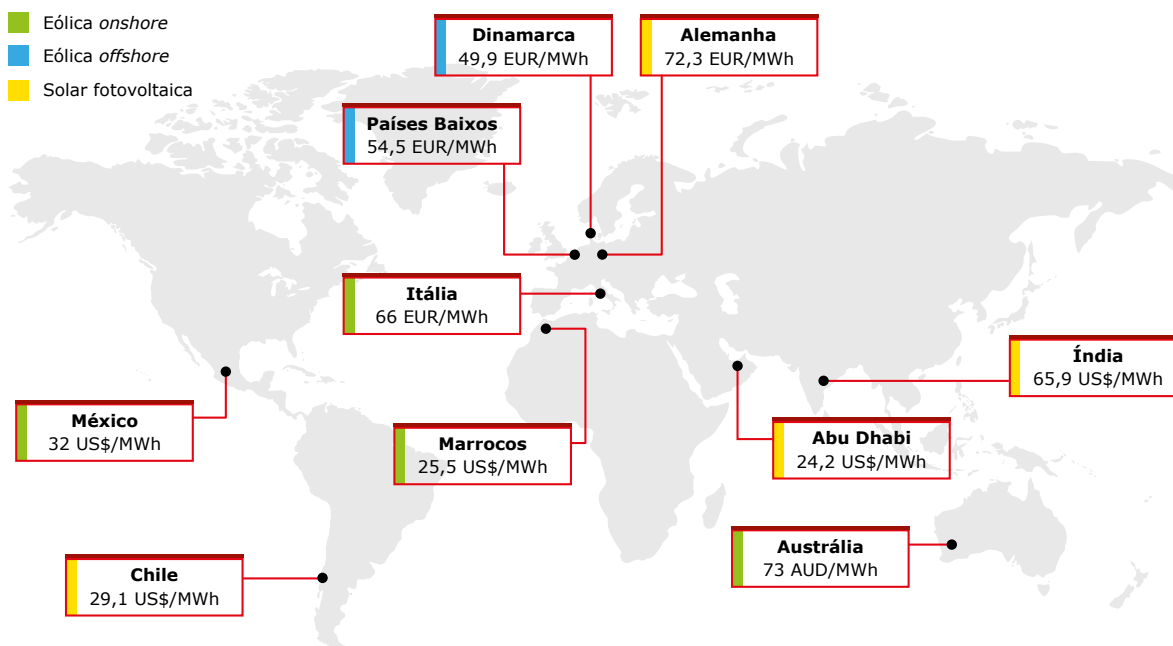 Eólica onshore
Eólica offshore
Solar fotovoltaica
Dinamarca
49,9 EUR/MWh
Alemanha
72,3 EUR/MWh
Países Baixos
54,5 EUR/MWh
Itália
66 EUR/MWh
Índia
65,9 US$/MWh
México
32 US$/MWh
Marrocos
25,5 US$/MWh
Abu Dhabi
24,2 US$/MWh
Austrália
73 AUD/MWh
Chile
29,1 US$/MWh